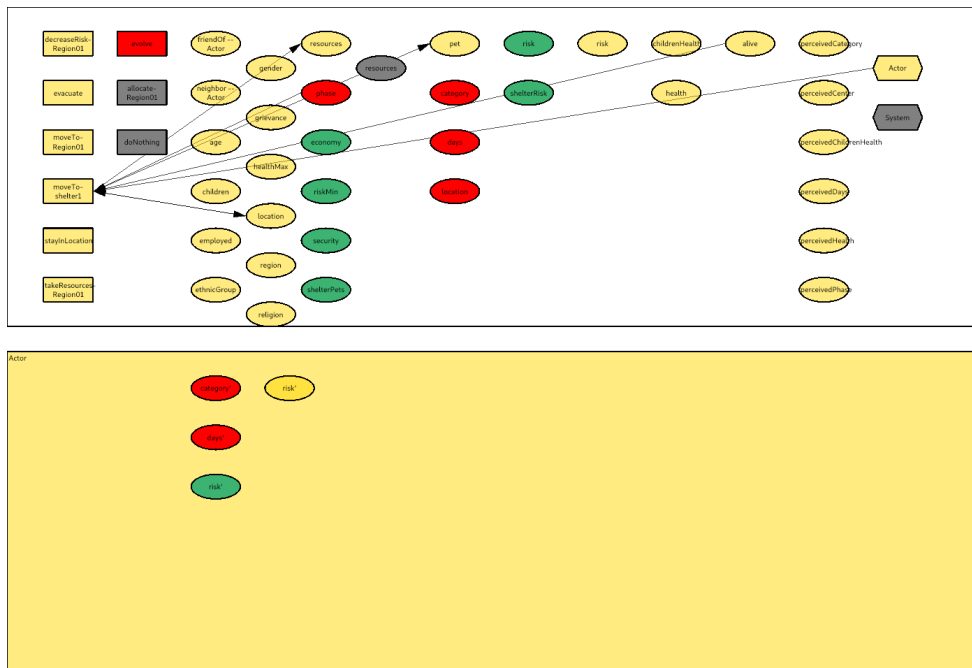 decreaseRisk-
Region01
evolve
friendOf --
Actor
resources
pet
risk
risk
childrenHealth
alive
perceivedCategory
gender
resources
Actor
evacuate
allocate-
Region01
neighbor --
Actor
phase
category
shelterRisk
health
perceivedCenter
grievance
System
moveTo-
Region01
doNothing
age
economy
days
perceivedChildrenHealth
healthMax
moveTo-
shelter1
children
riskMin
location
perceivedDays
location
stayInLocation
employed
security
perceivedHealth
region
takeResources-
Region01
ethnicGroup
shelterPets
perceivedPhase
religion
Actor
category'
risk'
days'
risk'